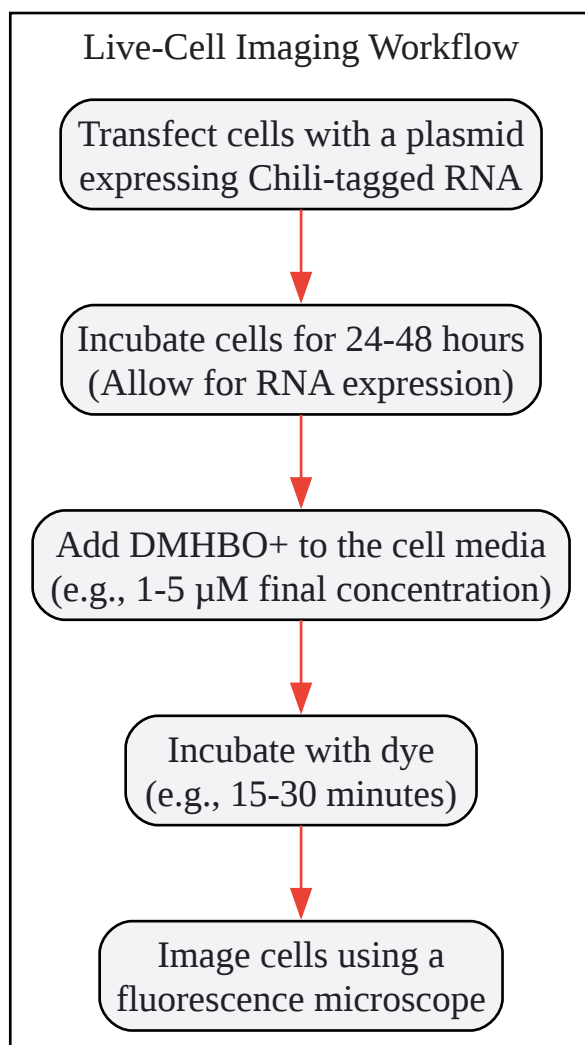 Live-Cell Imaging Workflow
Transfect cells with a plasmid
expressing Chili-tagged RNA
Incubate cells for 24-48 hours
(Allow for RNA expression)
Add DMHBO+ to the cell media
(e.g., 1-5 µM final concentration)
Incubate with dye
(e.g., 15-30 minutes)
Image cells using a
fluorescence microscope